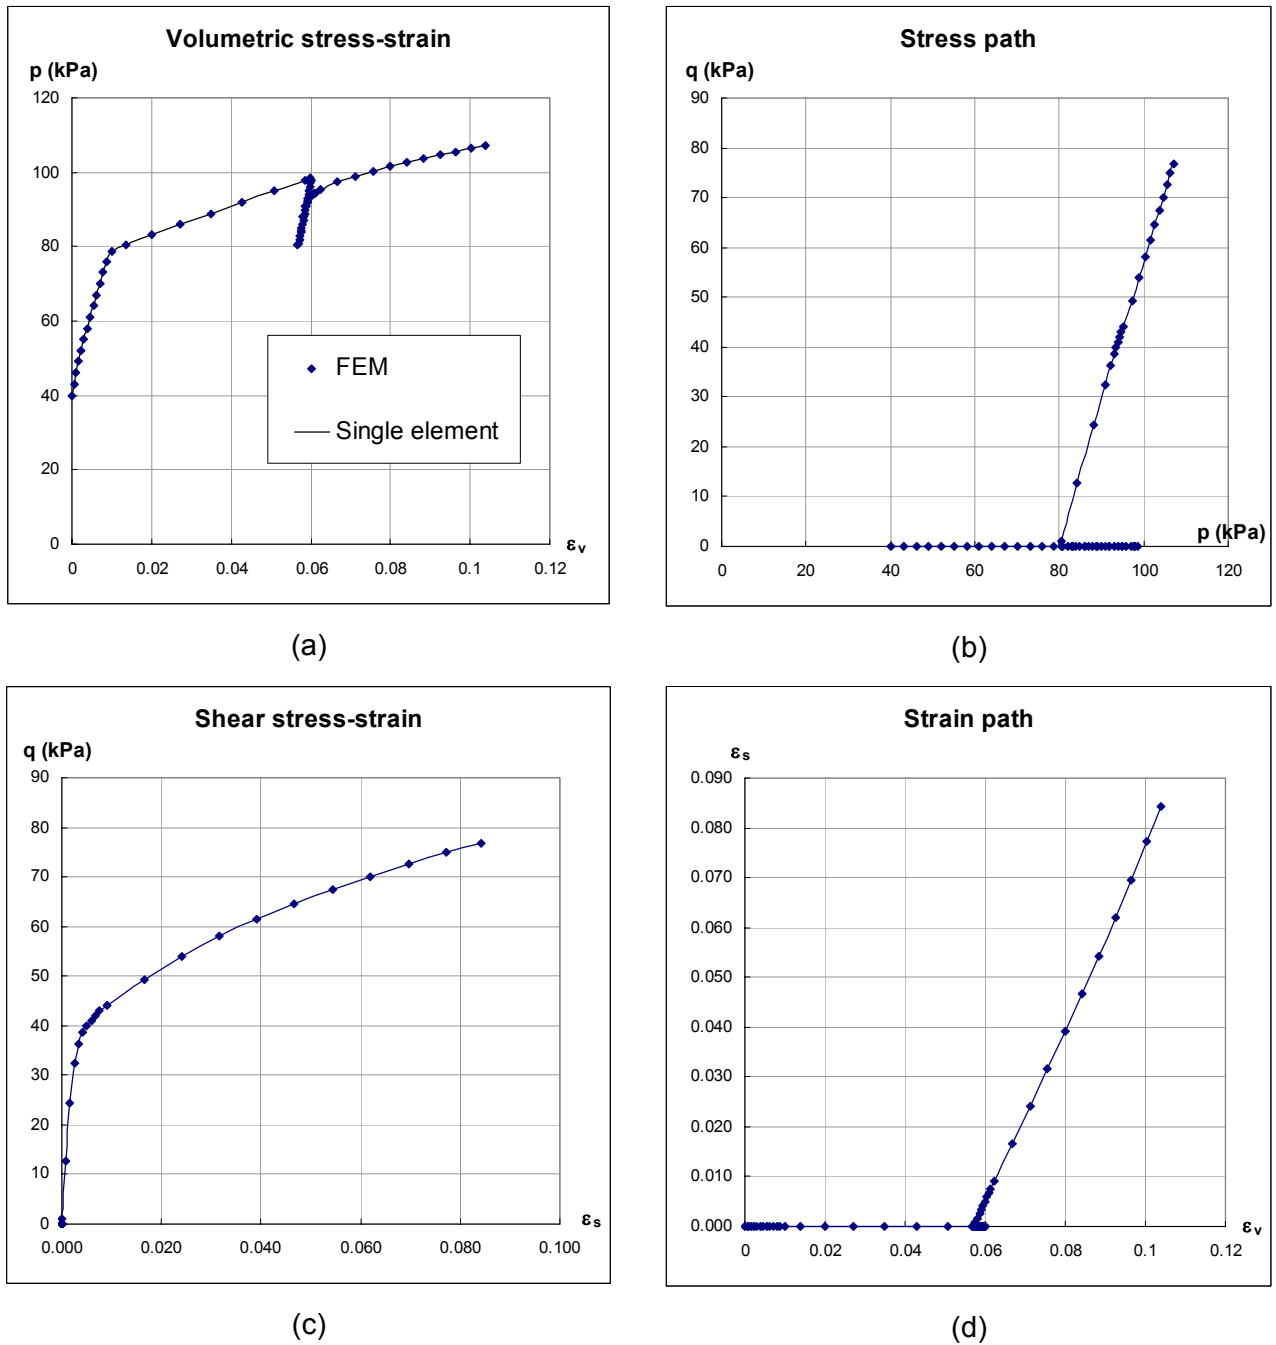 Volumetric stress-strain
p (kPa)
120
100
80
60
40
20
0
0 0.02 0.04 0.06 0.08 0.1 0.12
εv
FEM
Single element
(a)
Stress path
q (kPa)
90
80
70
60
50
40
30
20
10
0
p (kPa)
0 20 40 60 80 100 120
(b)
Shear stress-strain
q (kPa)
90
80
70
60
50
40
30
20
10
0
εs
0.000 0.020 0.040 0.060 0.080 0.100
(c)
Strain path
εs
0.090
0.080
0.070
0.060
0.050
0.040
0.030
0.020
0.010
0.000
εv
0 0.02 0.04 0.06 0.08 0.1 0.12
(d)